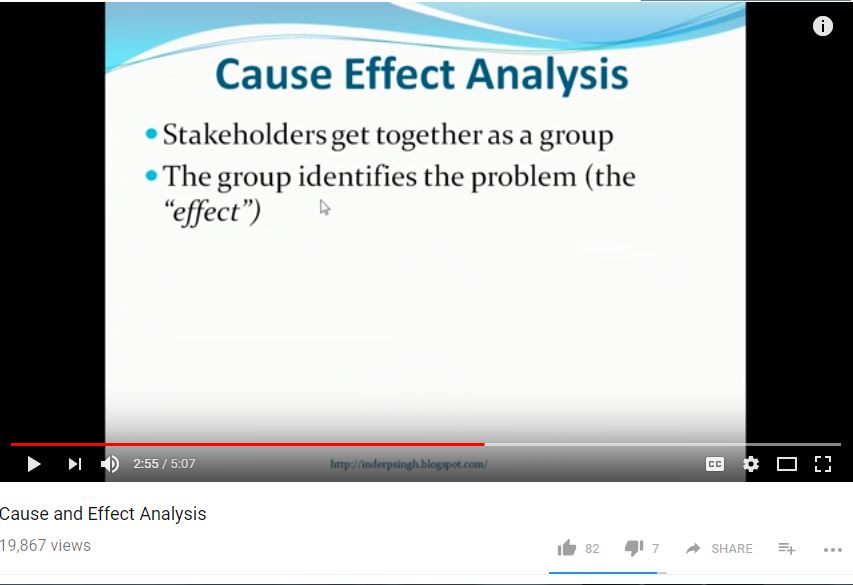 Cause Effect Analysis
Stakeholders get together as a group
The group identifies the problem (the
“effect”)
2:55 / 5:07
http://inderpsingh.blogspot.com/
CC
Cause and Effect Analysis
19,867 views
82
7
SHARE